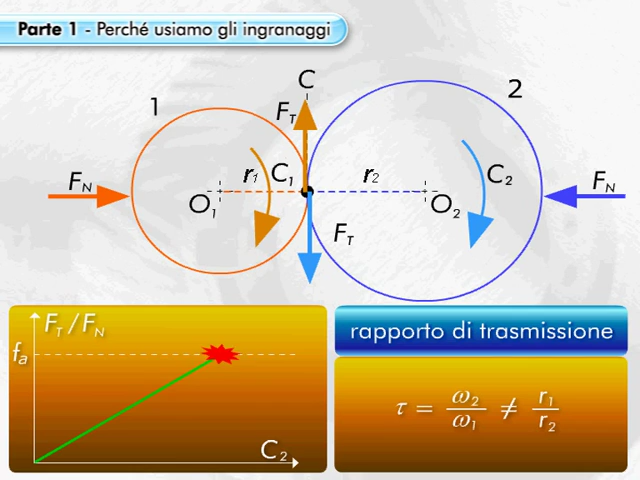 Parte 1 - Perché usiamo gli ingranaggi
C
1
2
F_T
F_N
r_1
C_1
r_2
C_2
F_N
O_1
O_2
F_T
F_T / F_N
f_a
C_2
rapporto di trasmissione
τ = ω_2 / ω_1 ≠ r_1 / r_2